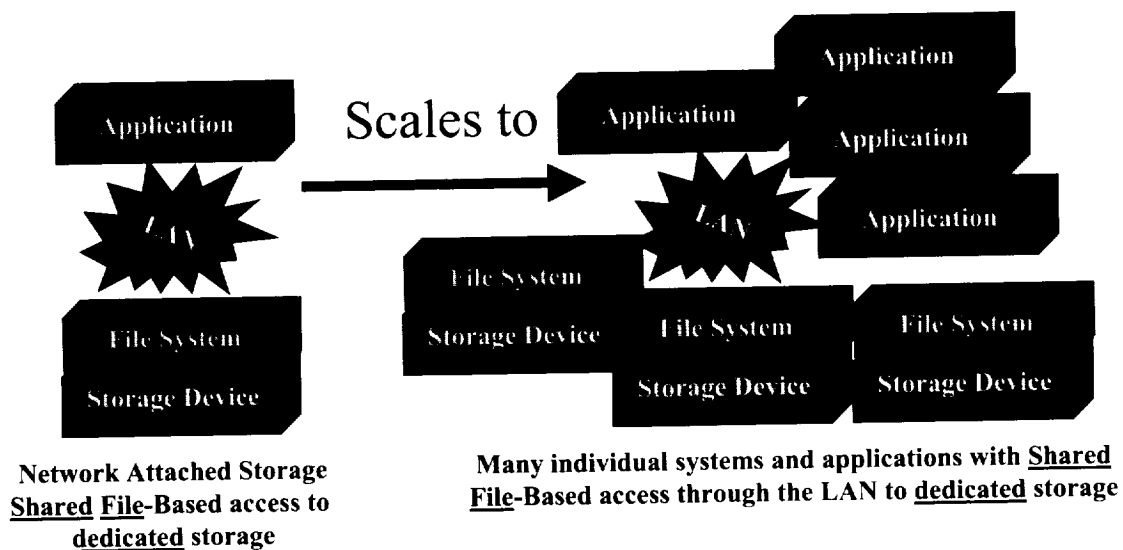 Application
LAN
File System
Storage Device
Network Attached Storage
Shared File-Based access to
dedicated storage
Scales to
Application
Application
Application
Application
LAN
File System
Storage Device
File System
Storage Device
File System
Storage Device
Many individual systems and applications with Shared
File-Based access through the LAN to dedicated storage